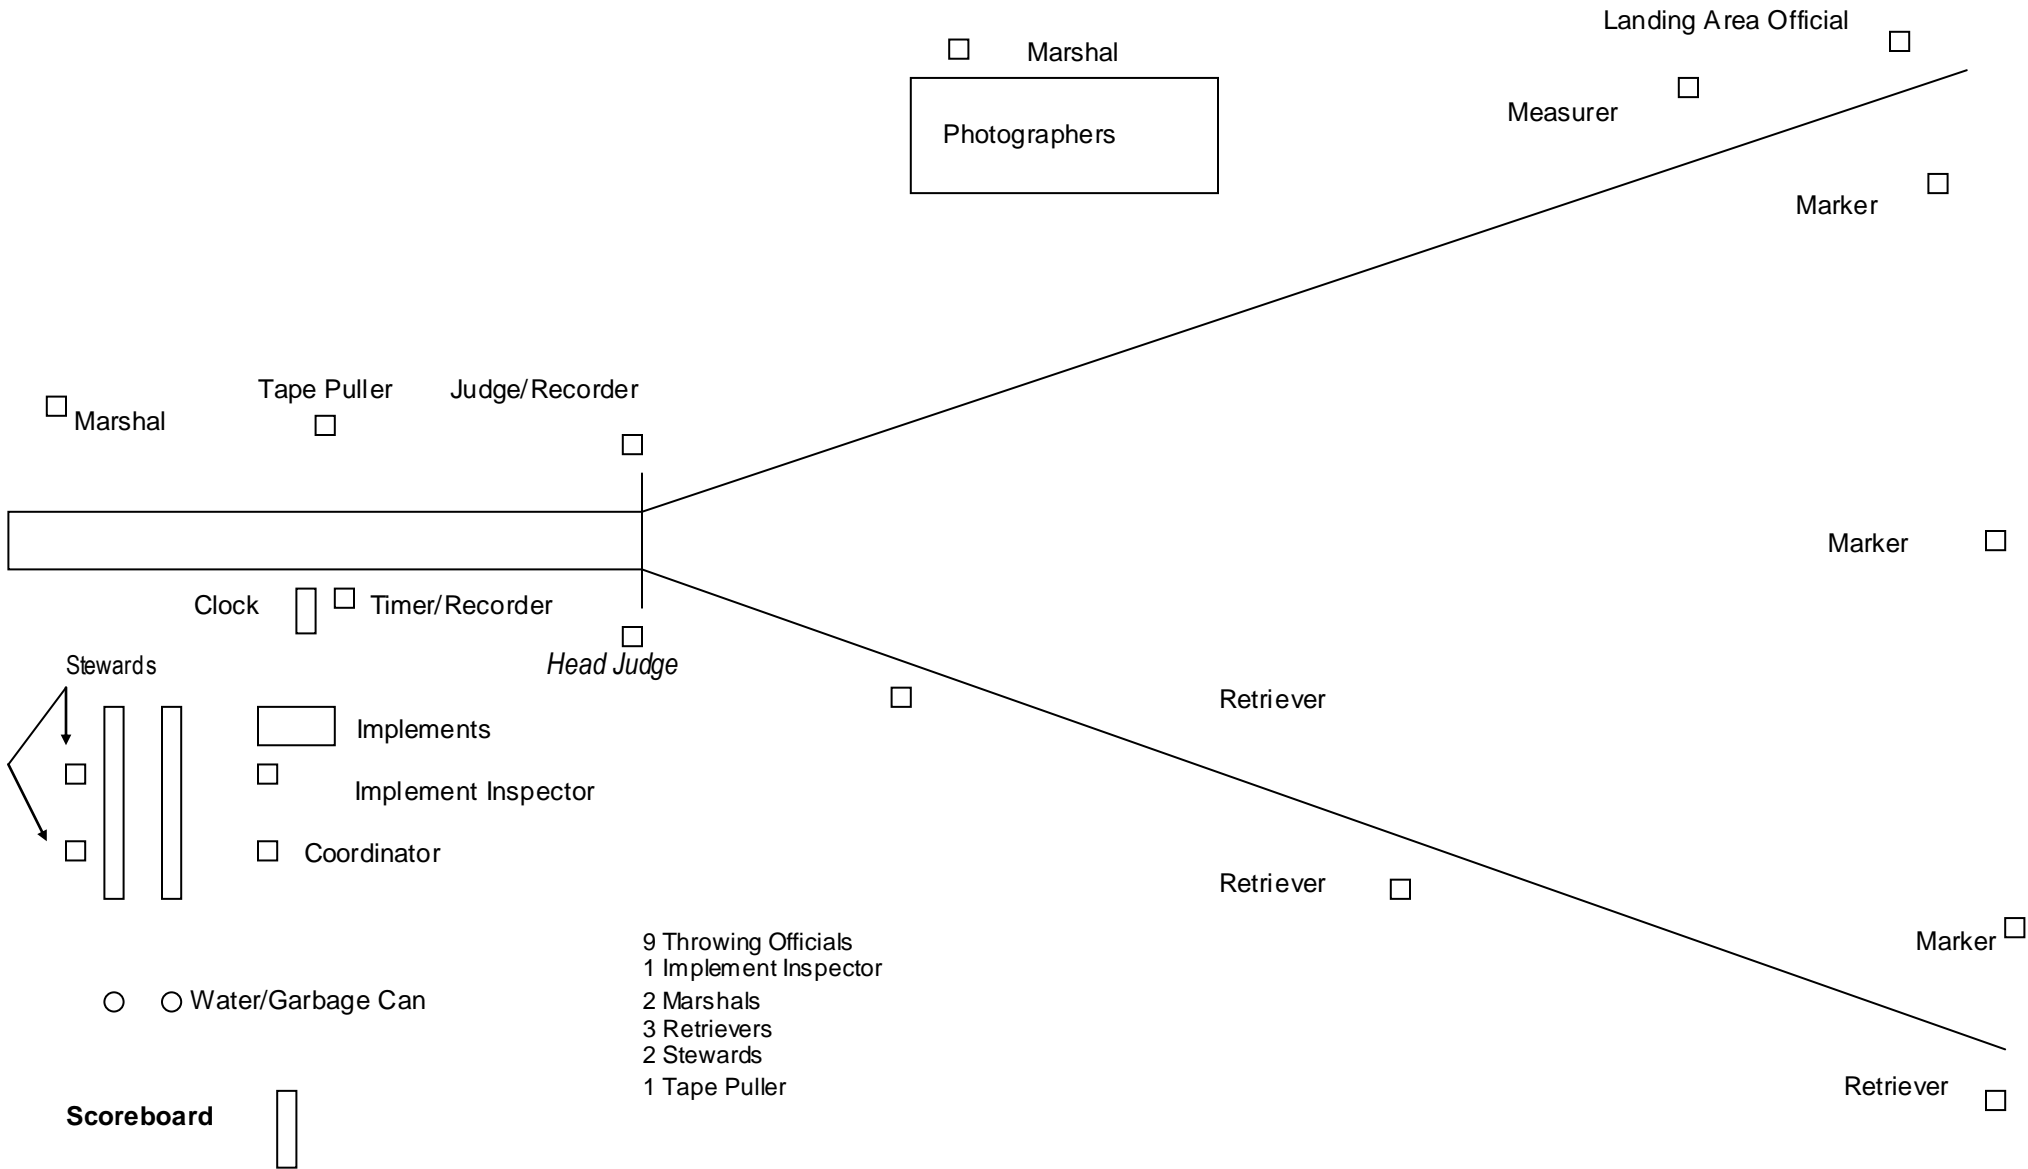 Landing Area Official
Marshal
Measurer
Photographers
Marker
Tape Puller
Judge/Recorder
Marshal
Marker
Clock
Timer/Recorder
Stewards
Head Judge
Retriever
Implements
Implement Inspector
Coordinator
Retriever
9 Throwing Officials
Marker
1 Implement Inspector
Water/Garbage Can
2 Marshals
3 Retrievers
2 Stewards
1 Tape Puller
Retriever
Scoreboard